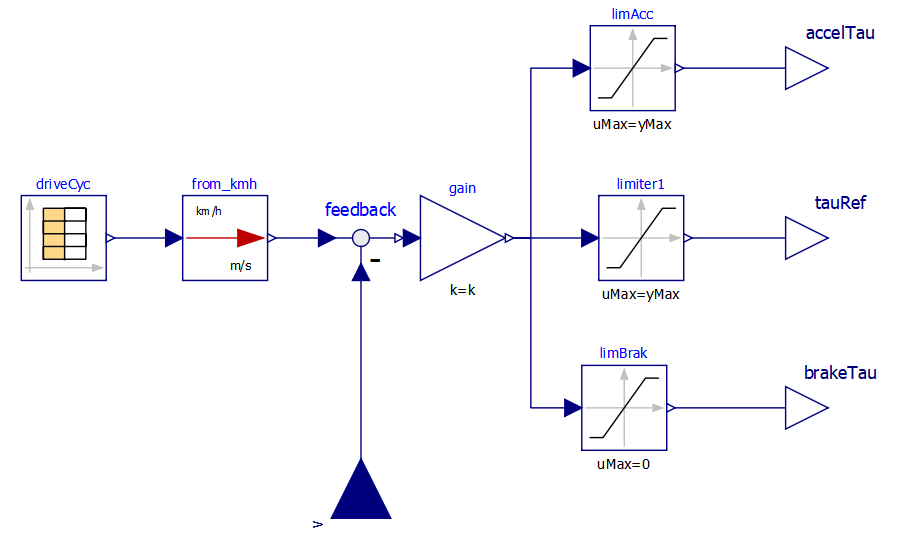 limAcc
accelTau
uMax=yMax
driveCyc
from_kmh
gain
limiter1
tauRef
km/h
feedback
-
m/s
k=k
uMax=yMax
limBrak
brakeTau
uMax=0
V